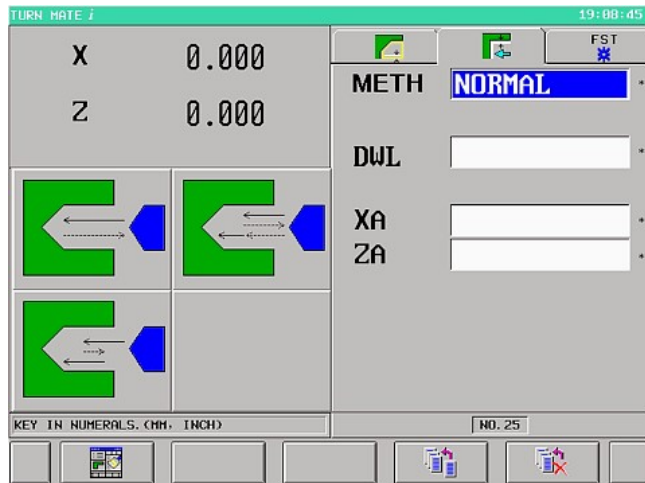 TURN MATE i 19:08:45
X 0.000
Z 0.000
FST
METH NORMAL *
DWL *
XA *
ZA *
KEY IN NUMERALS.(MM, INCH) NO.25